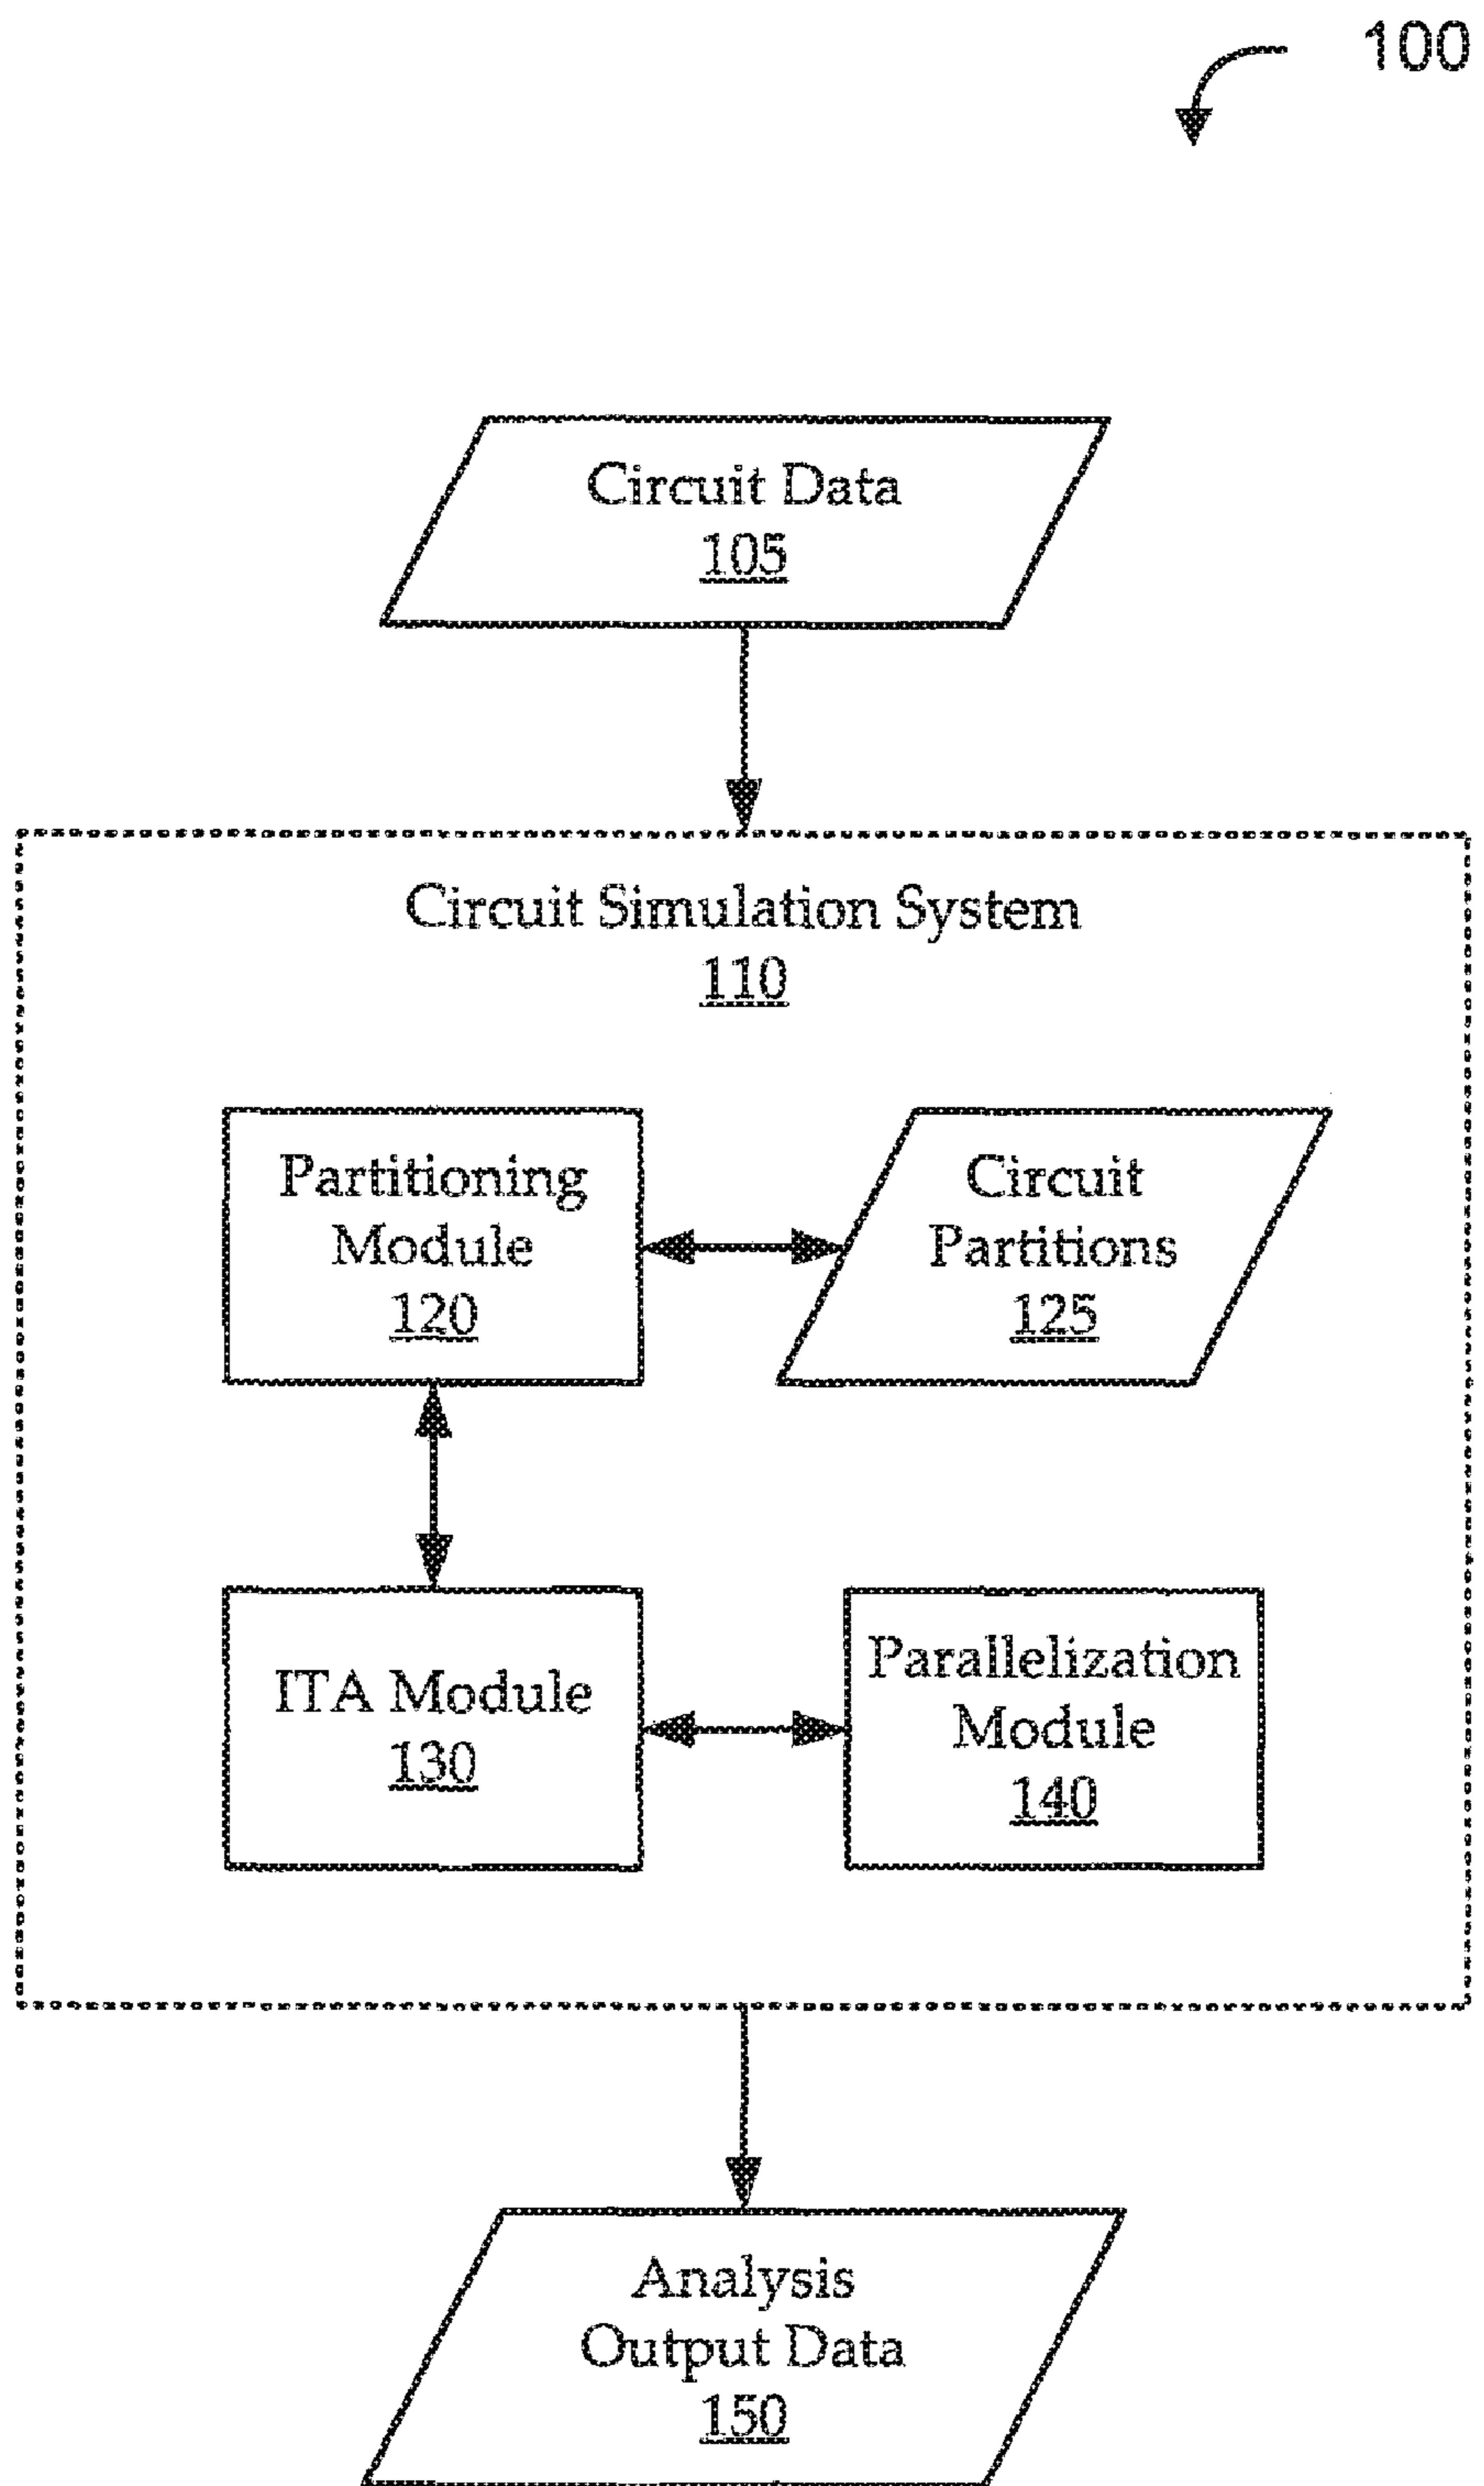 100
Circuit Data
105
Circuit Simulation System
110
Partitioning
Module
120
Circuit
Partitions
125
ITA Module
130
Parallelization
Module
140
Analysis
Output Data
150